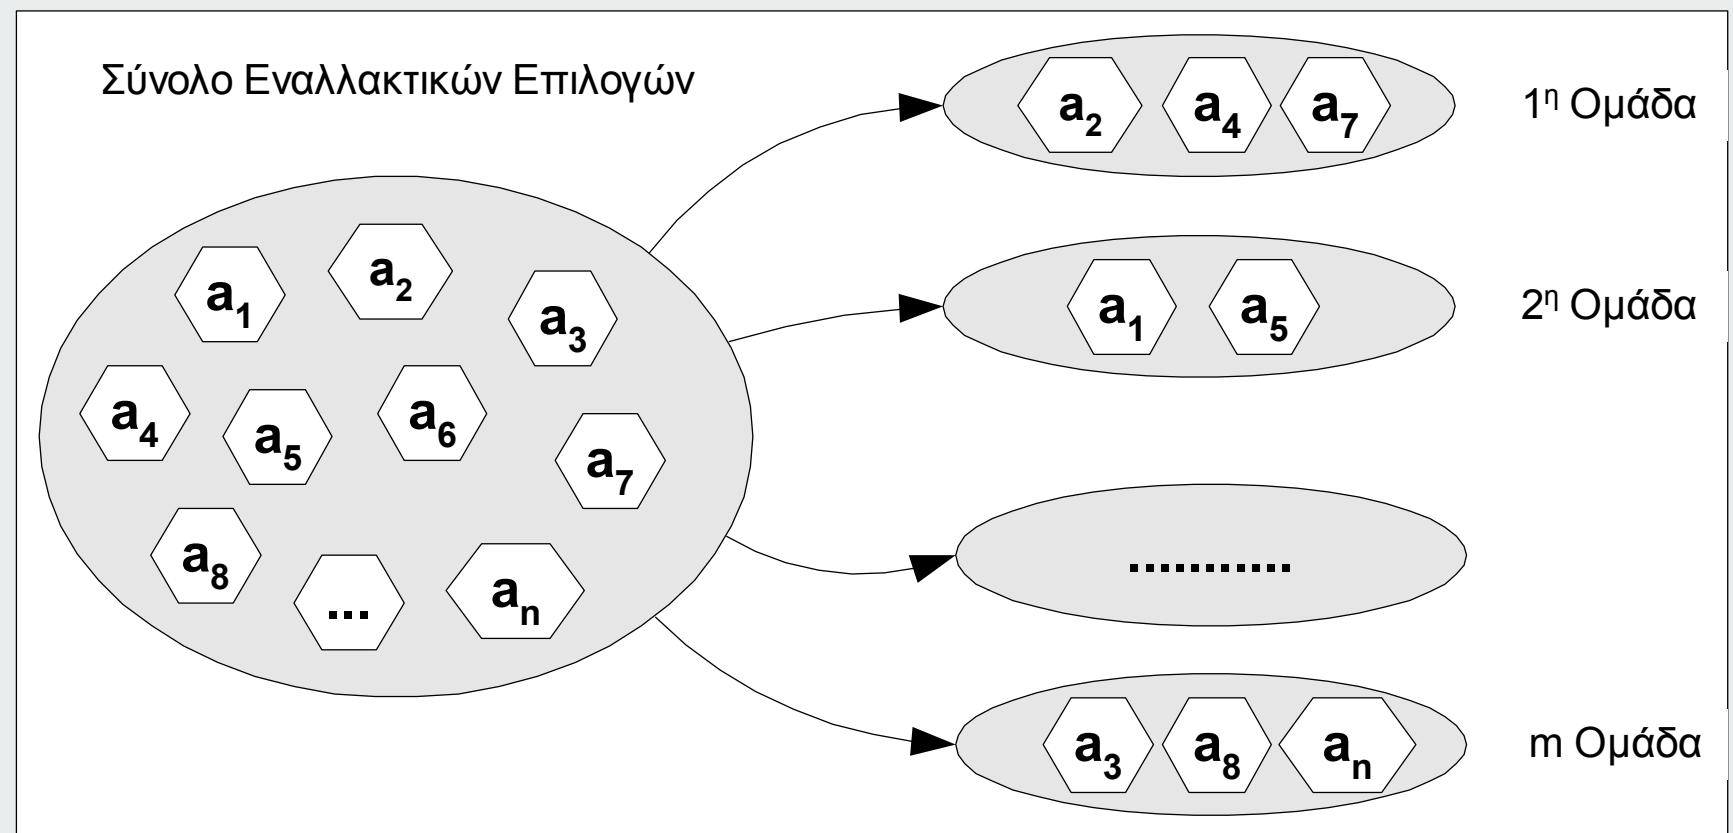 Σύνολο Εναλλακτικών Επιλογών
a₂ a₄ a₇ 1η Ομάδα
a₁ a₂ a₃
a₁ a₅ 2η Ομάδα
a₄ a₅ a₆ a₇
a₈ ... aₙ
...........
a₃ a₈ aₙ m Ομάδα